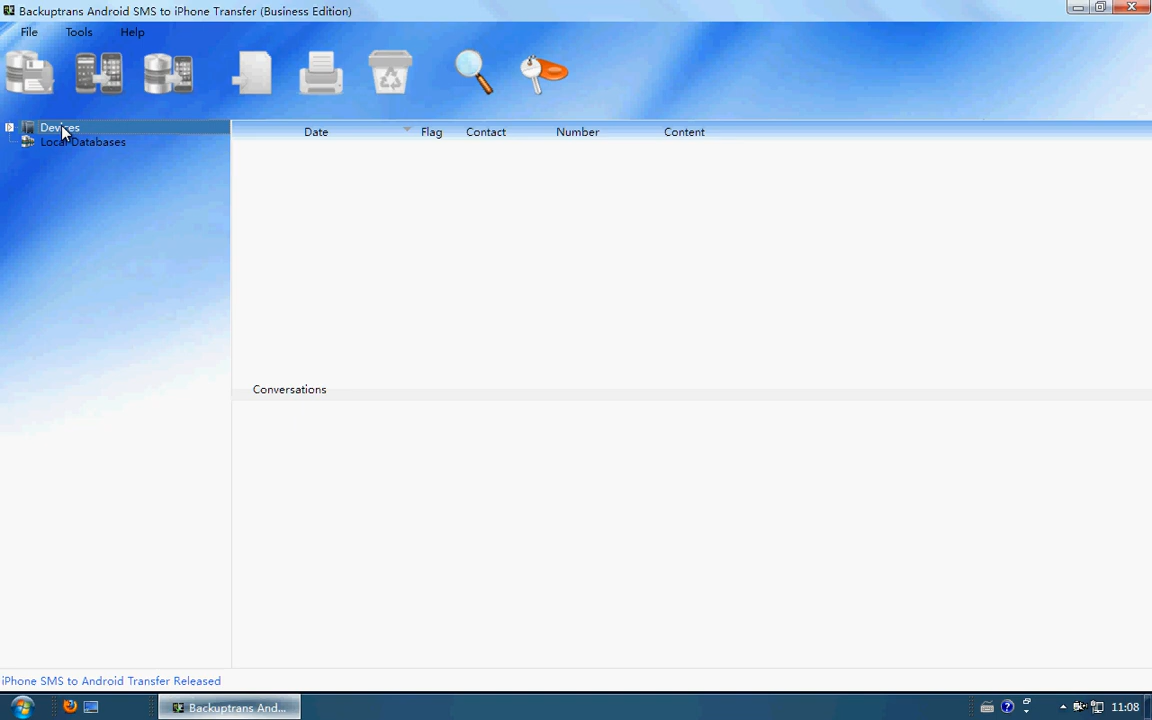 Backuptrans Android SMS to iPhone Transfer (Business Edition)
File Tools Help
Devices
Local Databases
Date Flag Contact Number Content
Conversations
iPhone SMS to Android Transfer Released
Backuptrans And...
11:08